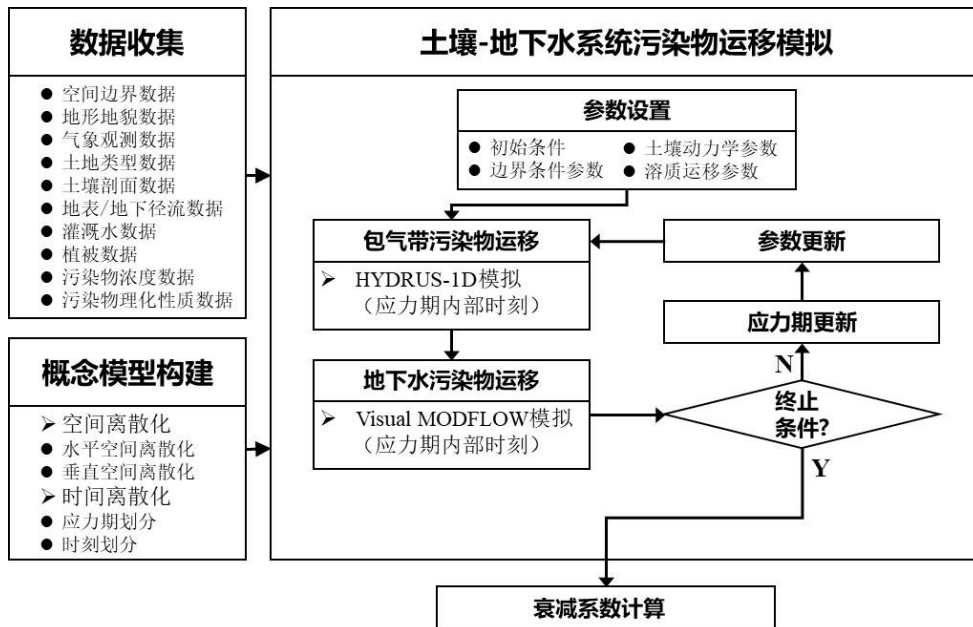 数据收集
● 空间边界数据
● 地形地貌数据
● 气象观测数据
● 土地类型数据
● 土壤剖面数据
● 地表/地下径流数据
● 灌溉水数据
● 植被数据
● 污染物浓度数据
● 污染物理化性质数据
概念模型构建
➢ 空间离散化
● 水平空间离散化
● 垂直空间离散化
➢ 时间离散化
● 应力期划分
● 时刻划分
土壤-地下水系统污染物运移模拟
参数设置
● 初始条件 ● 土壤动力学参数
● 边界条件参数 ● 溶质运移参数
包气带污染物运移
➢ HYDRUS-1D模拟
（应力期内部时刻）
地下水污染物运移
➢ Visual MODFLOW模拟
（应力期内部时刻）
参数更新
应力期更新
N
终止
条件?
Y
衰减系数计算